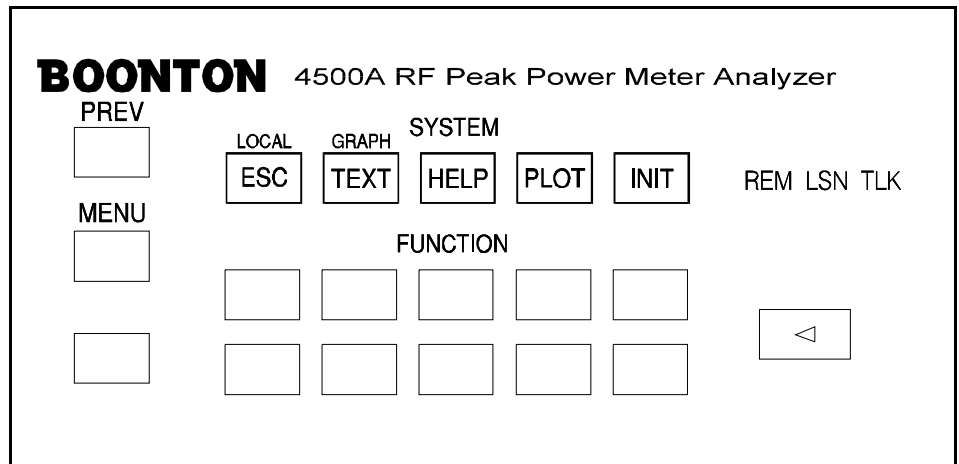 BOONTON 4500A RF Peak Power Meter Analyzer
PREV
SYSTEM
LOCAL GRAPH
ESC TEXT HELP PLOT INIT
REM LSN TLK
MENU
FUNCTION